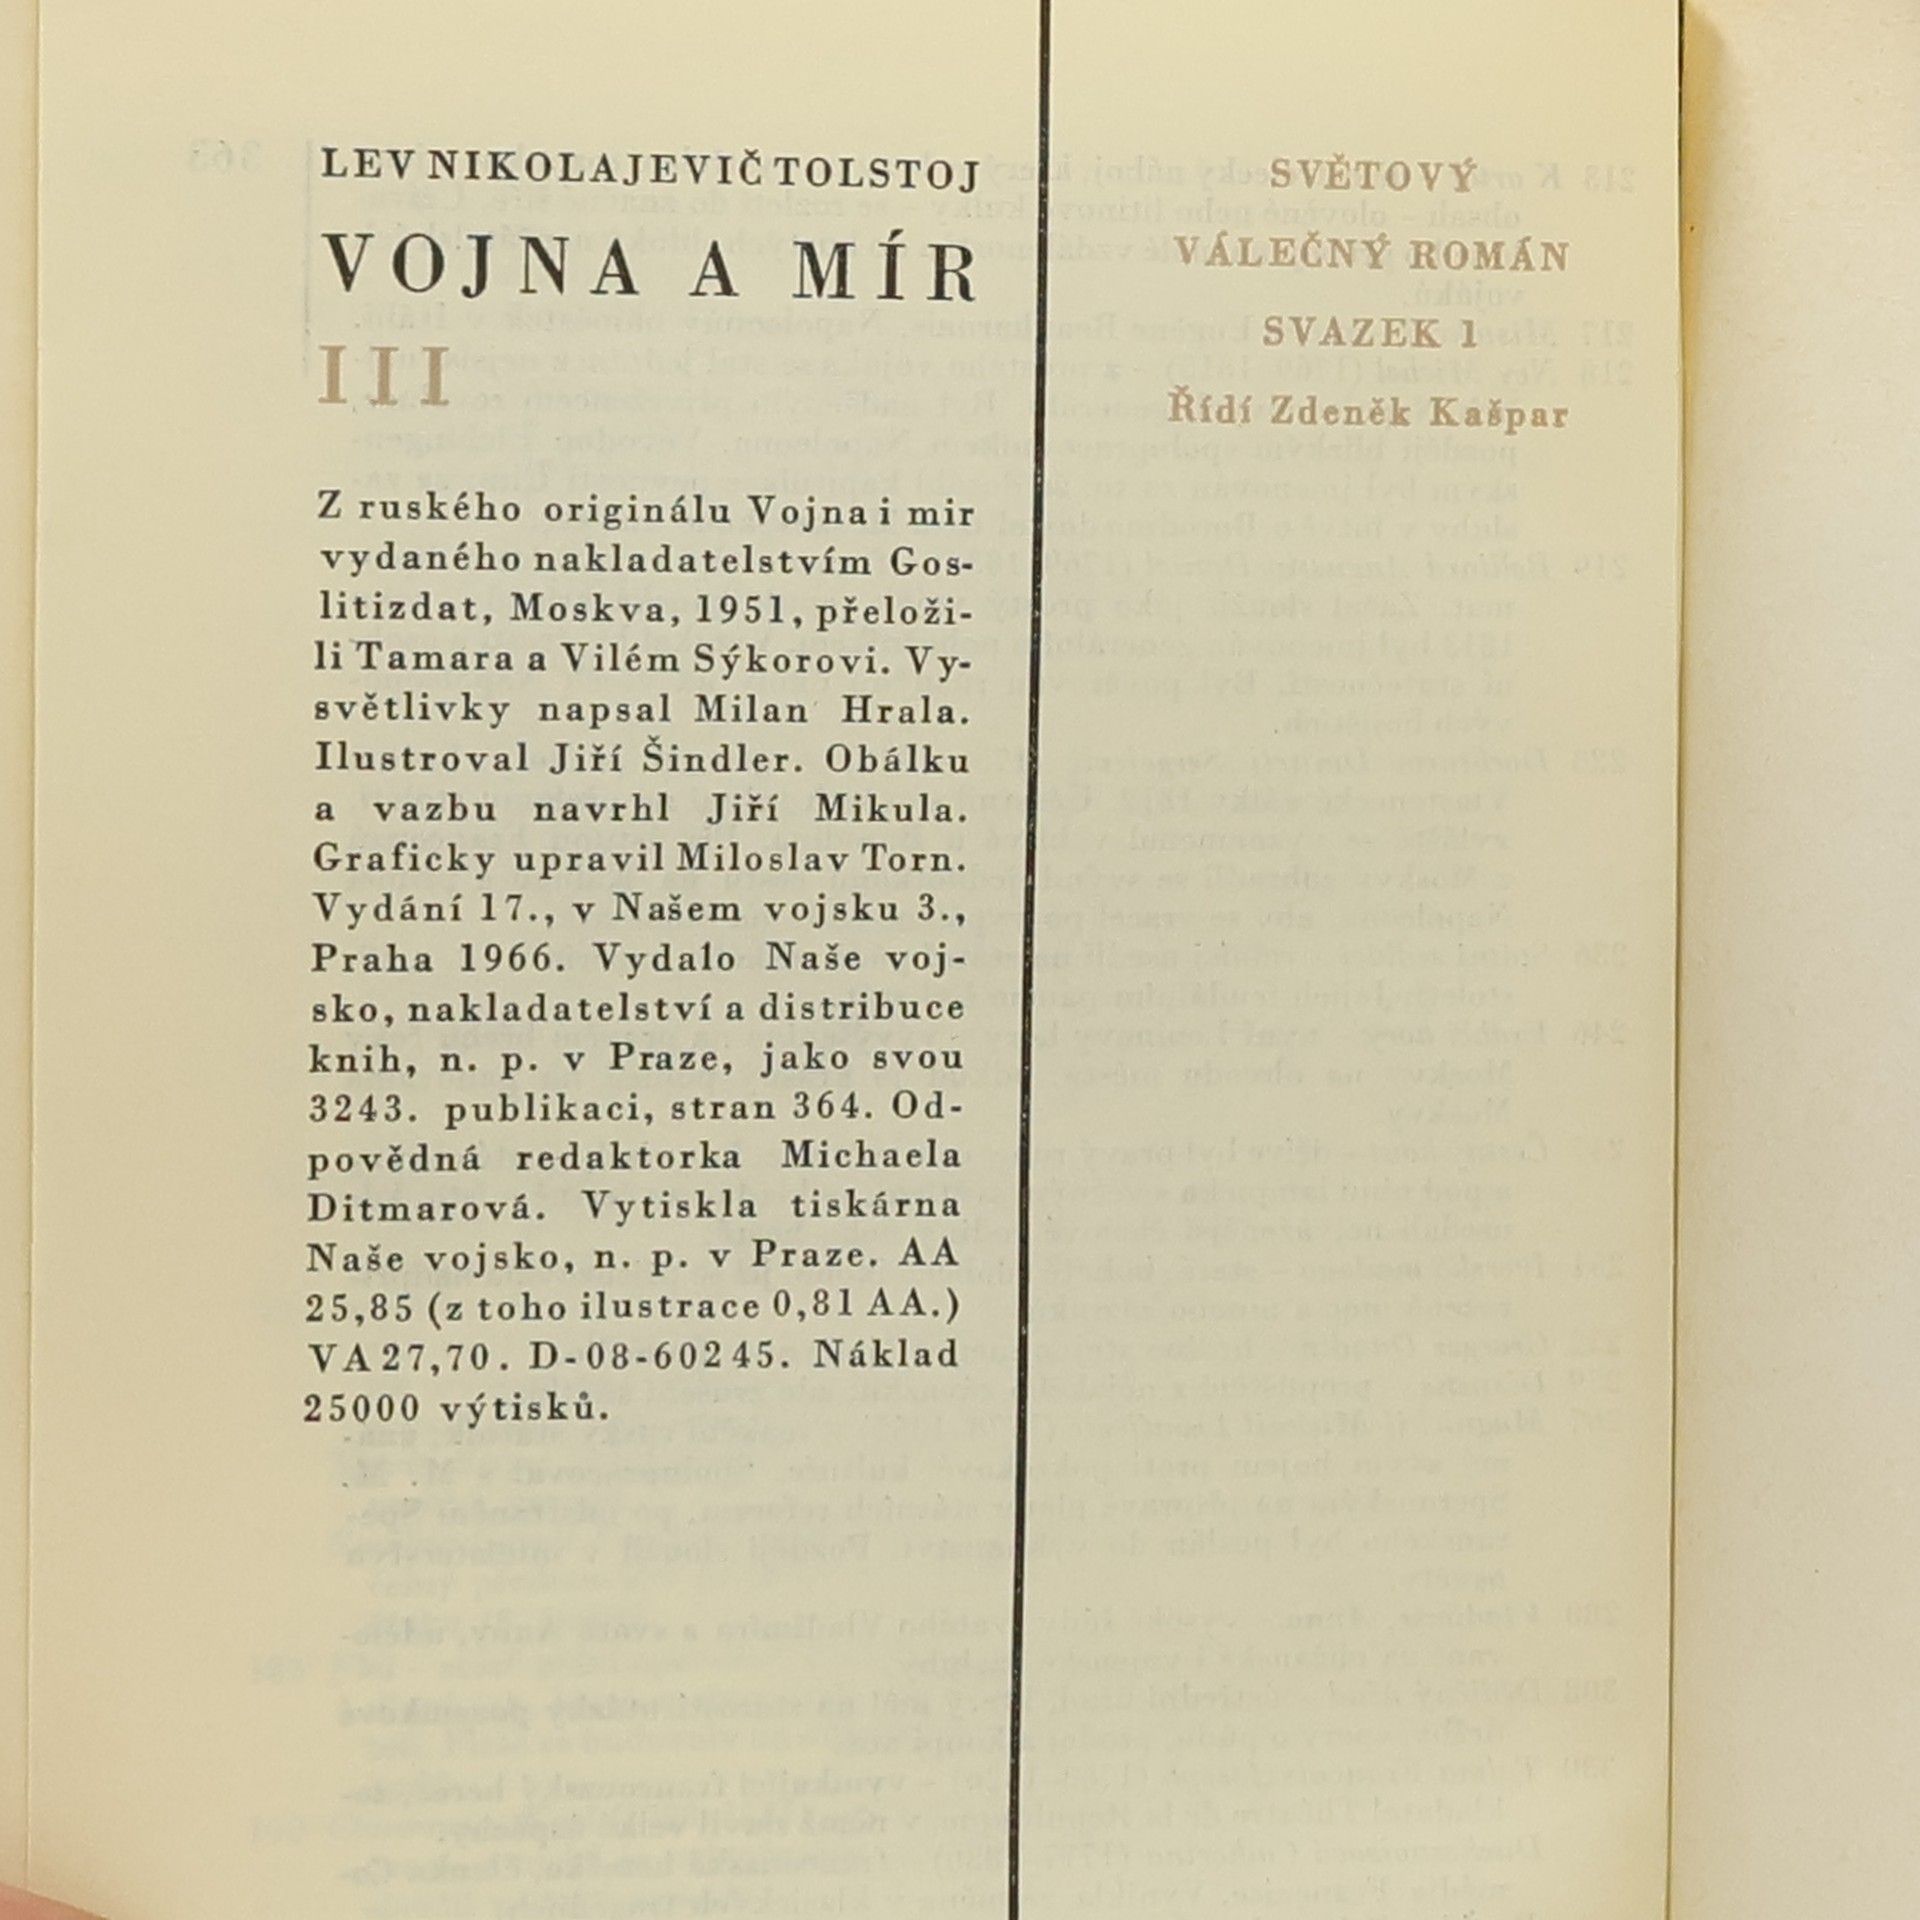 LEV NIKOLAJEVIČ TOLSTOJ
VOJNA A MÍR
III
Z ruského originálu Vojna i mir
vydaného nakladatelstvím Gos-
litizdat, Moskva, 1951, přeloži-
li Tamara a Vilém Sýkorovi. Vy-
světlivky napsal Milan Hrala.
Ilustroval Jiří Šindler. Obálku
a vazbu navrhl Jiří Mikula.
Graficky upravil Miloslav Torn.
Vydání 17., v Našem vojsku 3.,
Praha 1966. Vydalo Naše voj-
sko, nakladatelství a distribuce
knih, n. p. v Praze, jako svou
3243. publikaci, stran 364. Od-
povědná redaktorka Michaela
Ditmarová. Vytiskla tiskárna
Naše vojsko, n. p. v Praze. AA
25,85 (z toho ilustrace 0,81 AA.)
VA 27,70. D-08-60245. Náklad
25000 výtisků.
SVĚTOVÝ
VÁLEČNÝ ROMÁN
SVAZEK 1
Řídí Zdeněk Kašpar